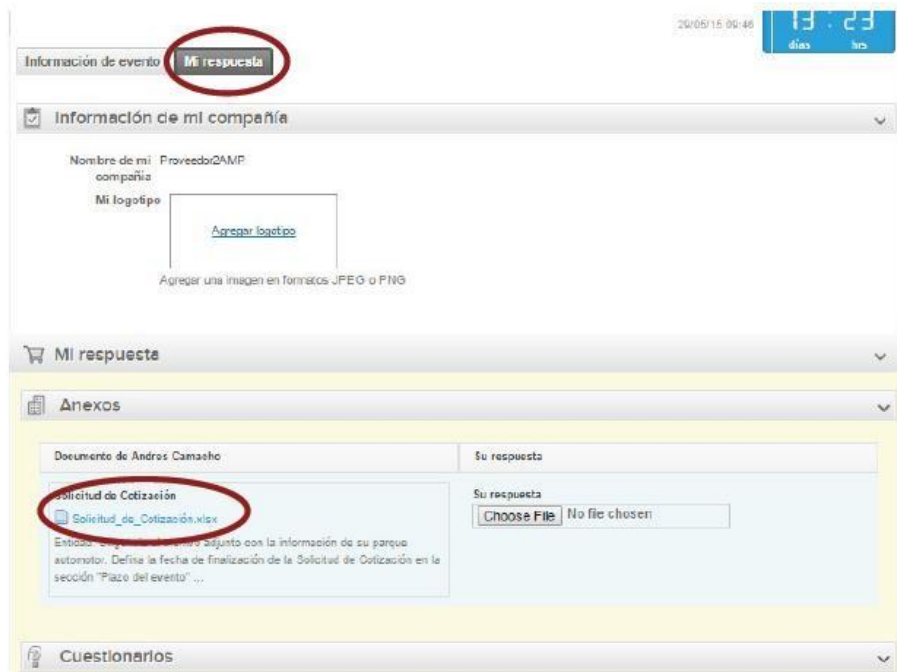 29/05/15 09:46
13 : 23
días hrs
Información de evento Mi respuesta
Información de mi compañía
Nombre de mi compañía Proveedor2AMP
Mi logotipo
Agregar logotipo
Agregar una imagen en formatos JPEG o PNG
Mi respuesta
Anexos
Documento de Andres Camacho
Su respuesta
Solicitud de Cotización
Solicitud_de_Cotización.xlsx
Entidad: adjunto con la información de su parque
automotor. Defina la fecha de finalización de la Solicitud de Cotización en la
sección "Plazo del evento" ...
Su respuesta
Choose File No file chosen
Cuestionarios